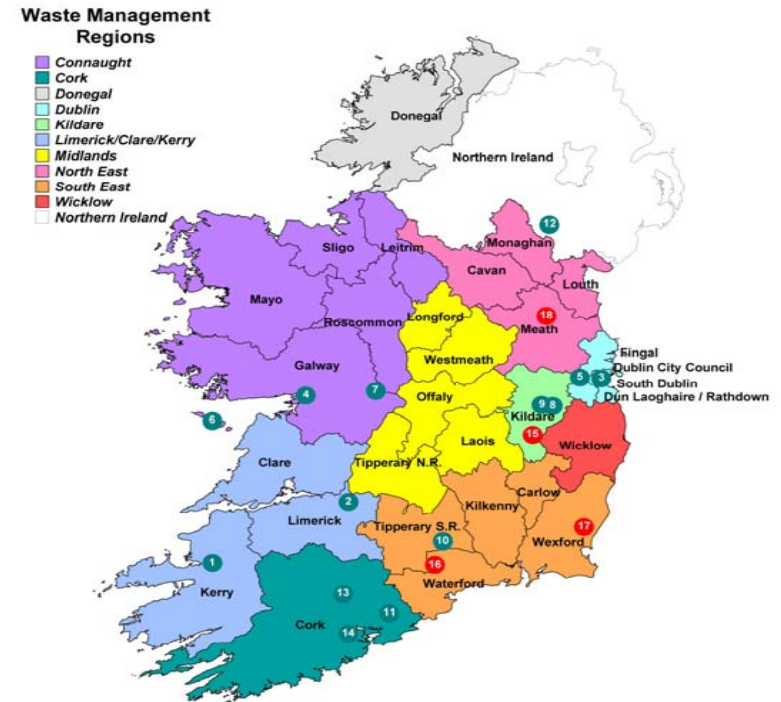 Waste Management
Regions
Connaught
Cork
Donegal
Dublin
Kildare
Limerick/Clare/Kerry
Midlands
North East
South East
Wicklow
Northern Ireland
Donegal
Northern Ireland
12
Monaghan
Sligo
Leitrim
Cavan
Louth
Mayo
Roscommon
Longford
18
Meath
Fingal
Westmeath
Dublin City Council
Galway
5
3
South Dublin
4
7
Offaly
Dun Laoghaire / Rathdown
9
8
Kildare
6
15
Laois
Wicklow
Clare
Tipperary N.R.
Carlow
2
Kilkenny
Limerick
Tipperary S.R.
17
10
Wexford
1
16
Kerry
Waterford
13
11
Cork
14